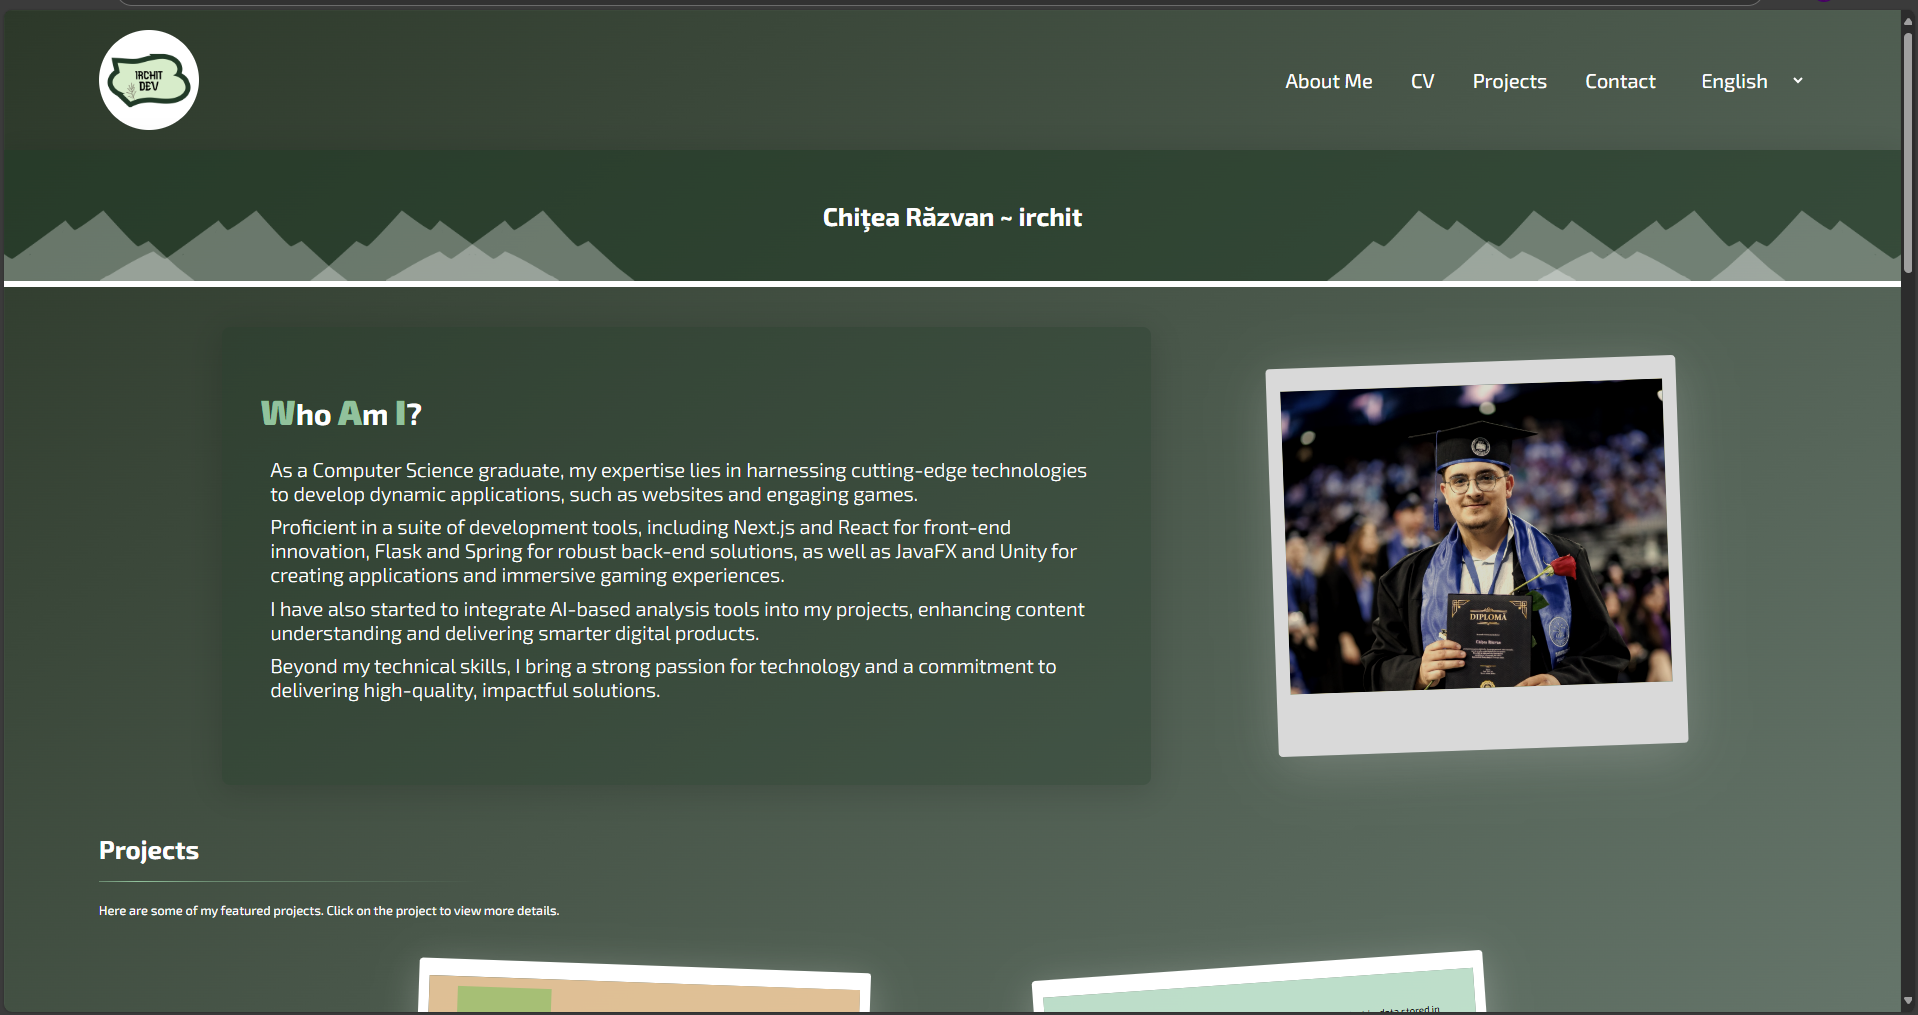 IRCHIT
DEV
About Me
CV
Projects
Contact
English
Chițea Răzvan ~ irchit
Who Am I?
As a Computer Science graduate, my expertise lies in harnessing cutting-edge technologies
to develop dynamic applications, such as websites and engaging games.
Proficient in a suite of development tools, including Next.js and React for front-end
innovation, Flask and Spring for robust back-end solutions, as well as JavaFX and Unity for
creating applications and immersive gaming experiences.
I have also started to integrate AI-based analysis tools into my projects, enhancing content
understanding and delivering smarter digital products.
Beyond my technical skills, I bring a strong passion for technology and a commitment to
delivering high-quality, impactful solutions.
DIPLOMĂ
Projects
Here are some of my featured projects. Click on the project to view more details.
data stored in